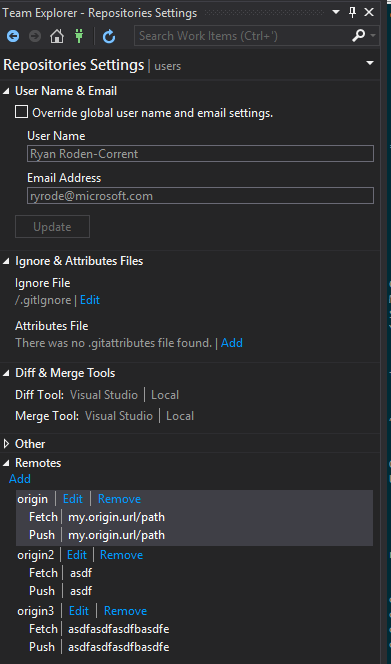 Team Explorer - Repositories Settings
Search Work Items (Ctrl+')
Repositories Settings | users
User Name & Email
Override global user name and email settings.
User Name
Ryan Roden-Corrent
Email Address
ryrode@microsoft.com
Update
Ignore & Attributes Files
Ignore File
/.gitIgnore | Edit
Attributes File
There was no .gitattributes file found. | Add
Diff & Merge Tools
Diff Tool: Visual Studio | Local
Merge Tool: Visual Studio | Local
Other
Remotes
Add
origin | Edit | Remove
Fetch | my.origin.url/path
Push | my.origin.url/path
origin2 | Edit | Remove
Fetch | asdf
Push | asdf
origin3 | Edit | Remove
Fetch | asdfasdfasdfbasdfe
Push | asdfasdfasdfbasdfe